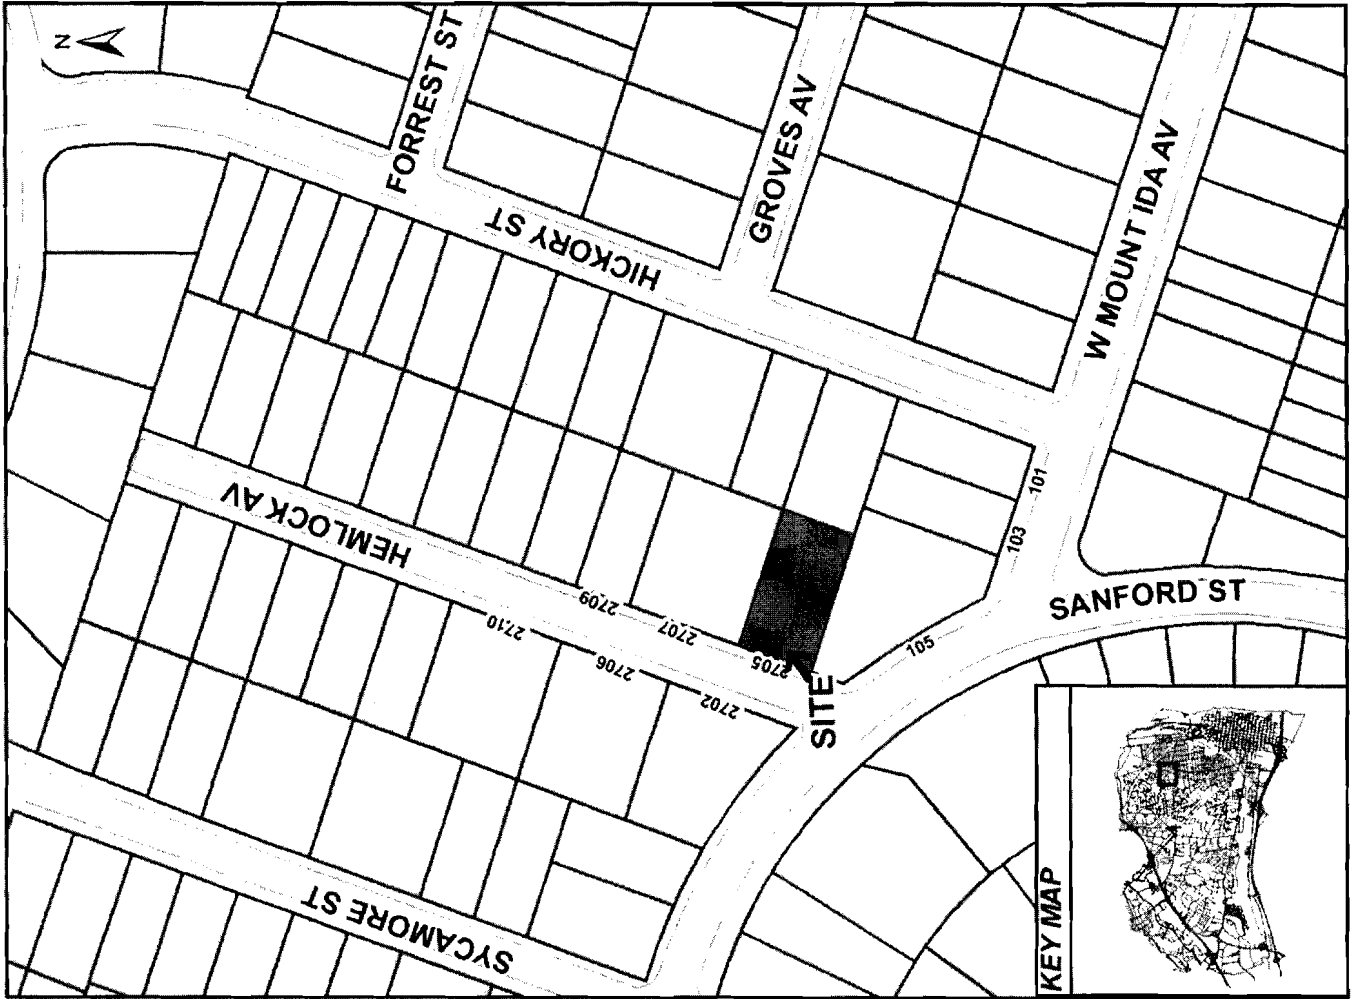 N
FORREST ST
HICKORY ST
GROVES AV
W MOUNT IDA AV
HEMLOCK AV
101
103
SANFORD ST
2709
2710
2707
2706
2705
2702
105
SITE
SYCAMORE ST
KEY MAP